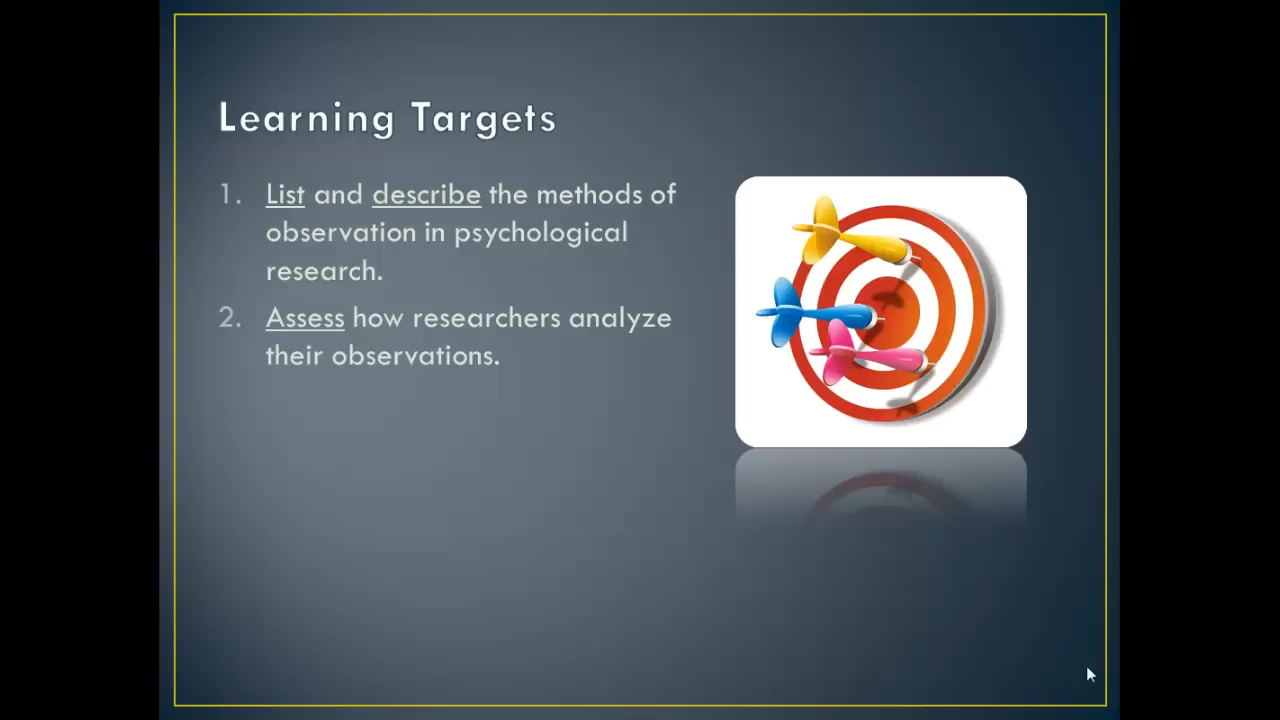 Learning Targets
1. List and describe the methods of
observation in psychological
research.
2. Assess how researchers analyze
their observations.